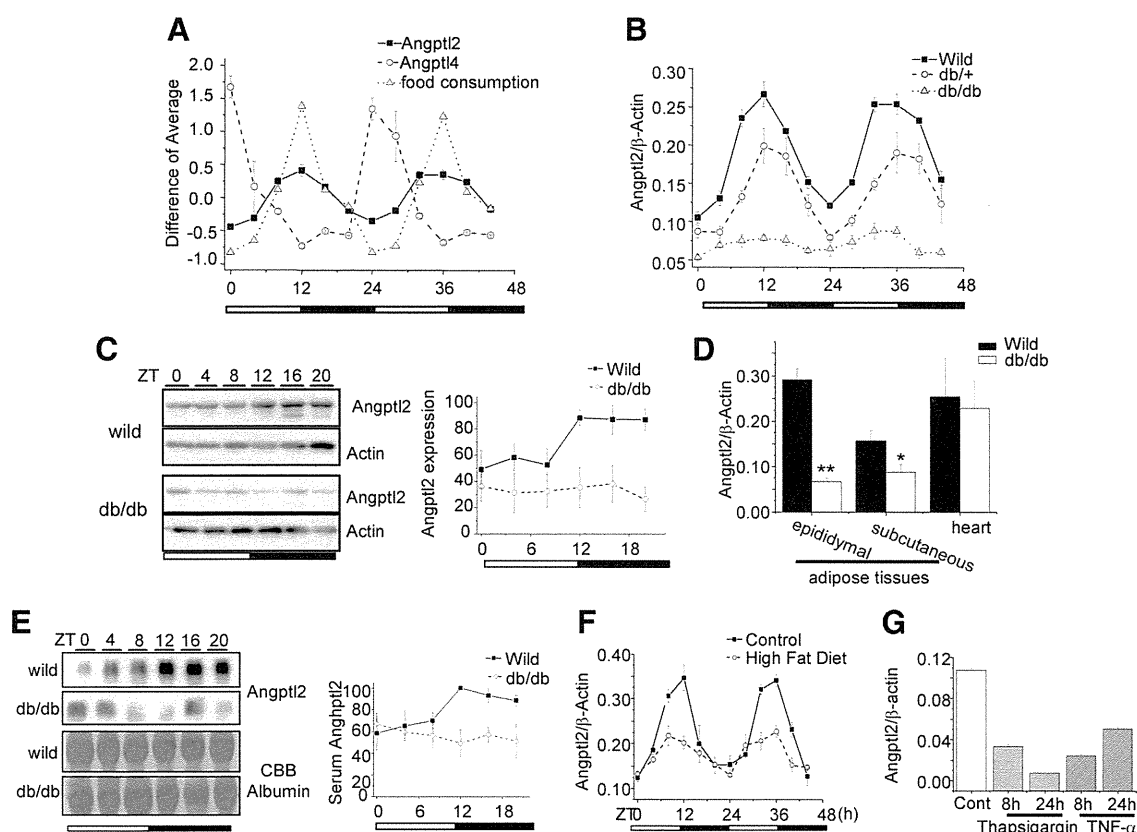 A
Angptl2
Angptl4
food consumption
Difference of Average
2.0
1.5
1.0
0.5
0.0
-0.5
-1.0
0 12 24 36 48
B
Wild
db/+
db/db
Angptl2/β-Actin
0.30
0.25
0.20
0.15
0.10
0.05
0 12 24 36 48
C
ZT 0 4 8 12 16 20
wild
Angptl2
Actin
db/db
Angptl2
Actin
Wild
db/db
Angptl2 expression
100
80
60
40
20
0
0 6 12 18
D
Wild
db/db
Angptl2/β-Actin
0.30
0.20
0.10
0.00
**
*
epididymal
subcutaneous
heart
adipose tissues
E
ZT 0 4 8 12 16 20
wild
db/db
Angptl2
wild
db/db
CBB
Albumin
Wild
db/db
Serum Anghptl2
100
80
60
40
20
0
0 6 12 18
F
Control
High Fat Diet
Angptl2/β-Actin
0.40
0.30
0.20
0.10
ZT0 12 24 36 48 (h)
G
Angptl2/β-actin
0.12
0.08
0.04
0.00
Cont 8h 24h 8h 24h
Thapsigargin TNF-α